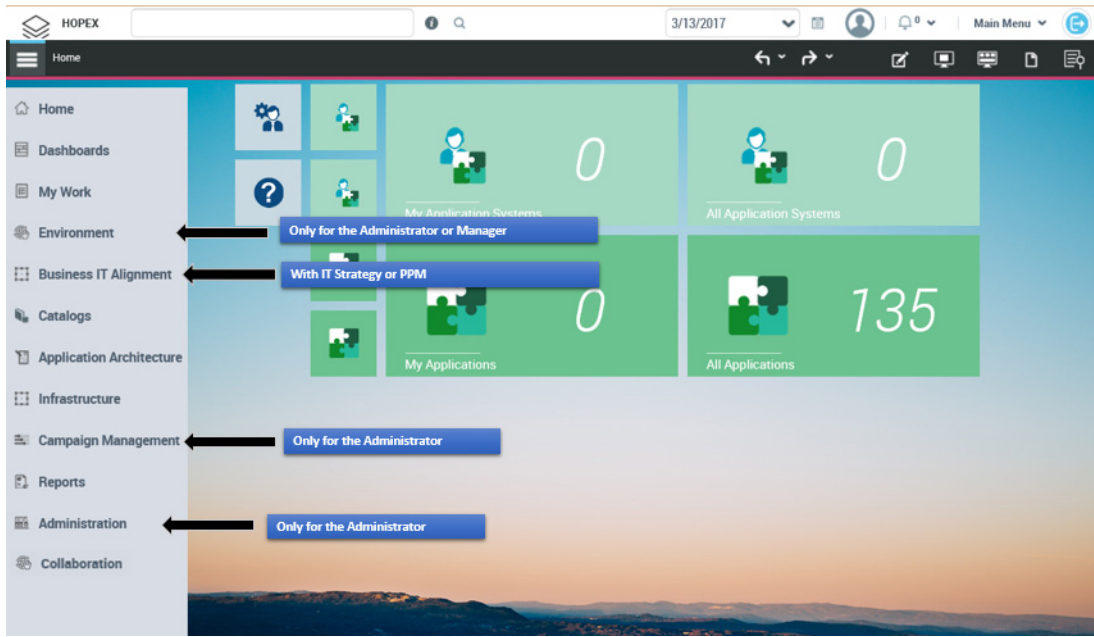 HOPEX
3/13/2017
0
Main Menu
Home
Home
Dashboards
My Work
Environment
Business IT Alignment
Catalogs
Application Architecture
Infrastructure
Campaign Management
Reports
Administration
Collaboration
0
My Application Systems
0
All Application Systems
Only for the Administrator or Manager
With IT Strategy or PPM
0
My Applications
135
All Applications
Only for the Administrator
Only for the Administrator